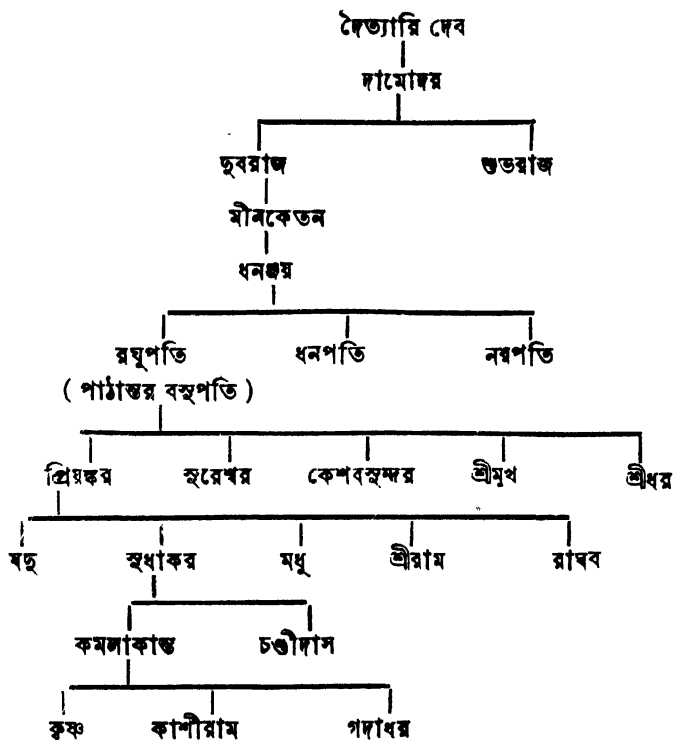 দৈত্যারি দেব
দামোদর
দুবরাজ শুভরাজ
মীনকেতন
ধনঞ্জয়
রঘুপতি ধনপতি নরপতি
( পাঠান্তর বসুপতি )
প্রিয়ঙ্কর সুরেশ্বর কেশবসুন্দর শ্রীমুখ শ্রীধর
যদু সুধাকর মধু শ্রীরাম রাঘব
কমলাকান্ত চণ্ডীদাস
কৃষ্ণ কাশীরাম গদাধর